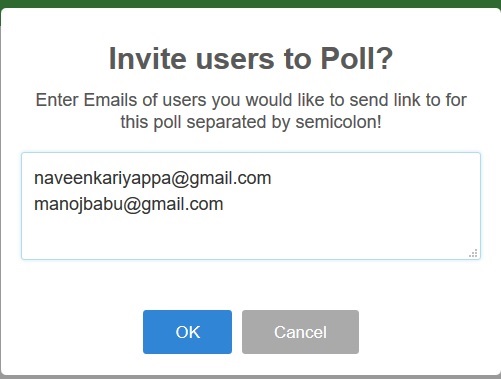 Invite users to Poll?
Enter Emails of users you would like to send link to for
this poll separated by semicolon!
naveenkariyappa@gmail.com
manojbabu@gmail.com
OK
Cancel